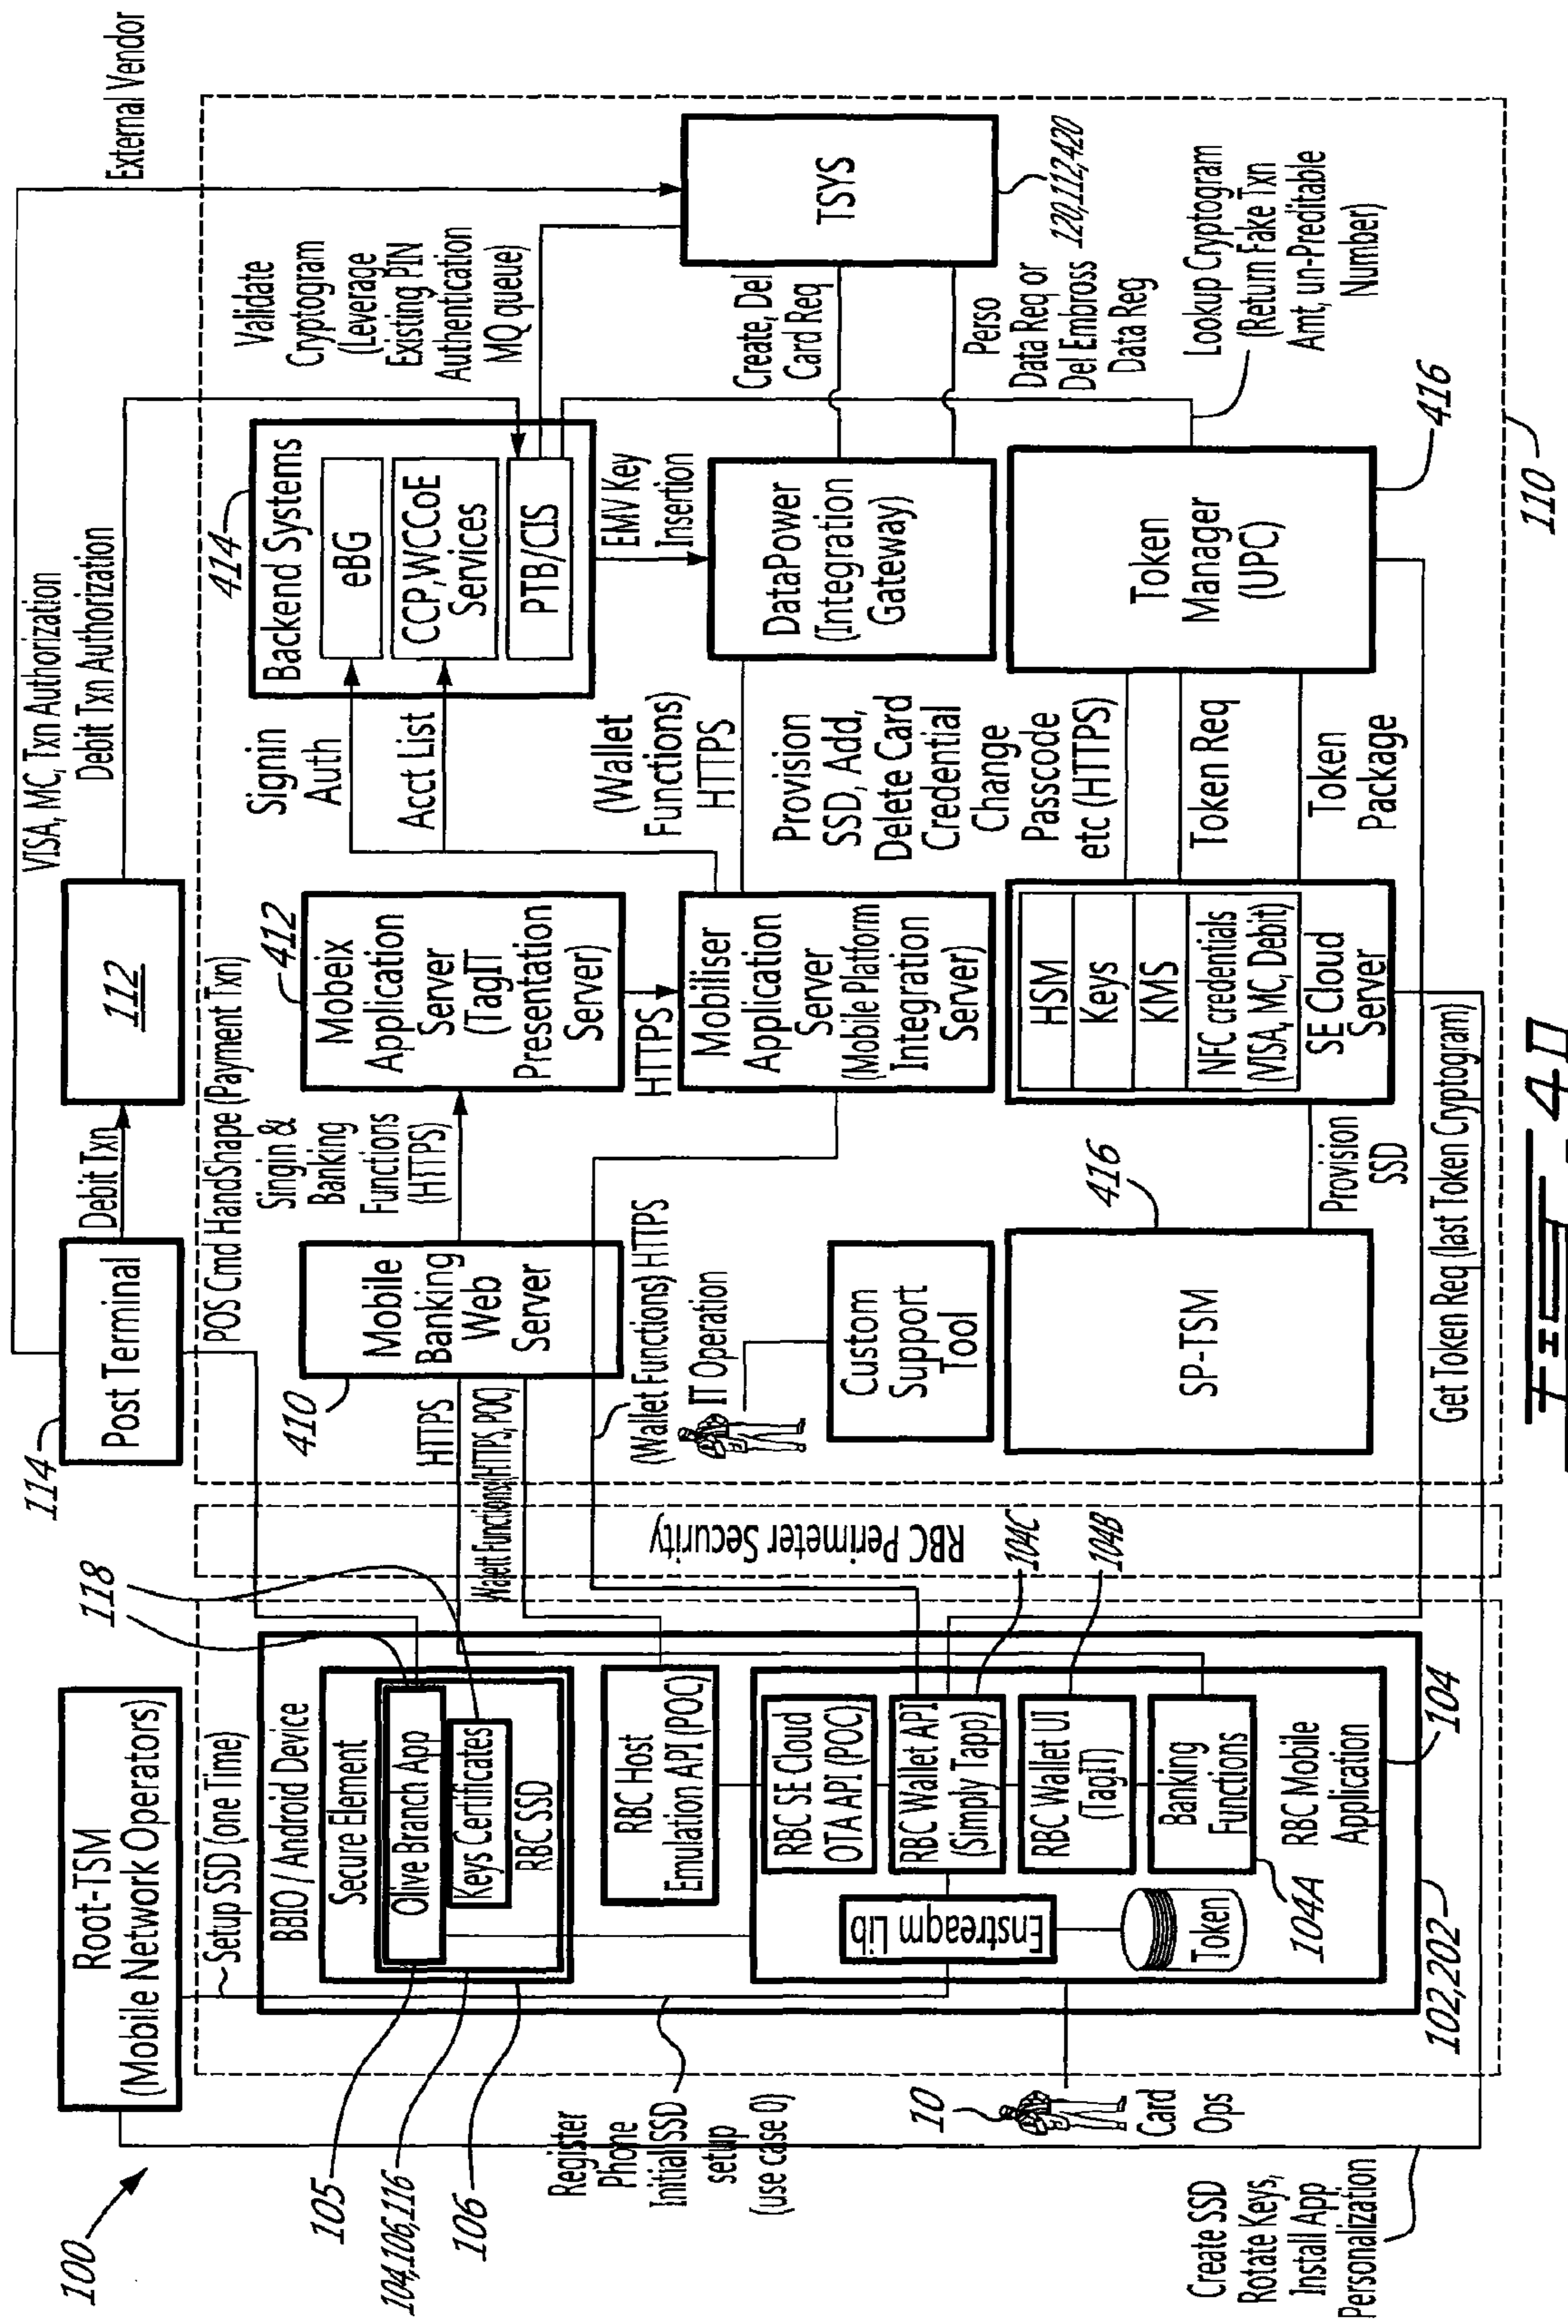 100
Root-TSM
(Mobile Network Operators)
Setup SSD (one Time)
114
Post Terminal
Debit Txn
112
VISA, MC, Txn Authorization
Debit Txn Authorization
External Vendor
118
POS Cmd HandShape (Payment Txn)
BBIO / Android Device
Secure Element
Olive Branch App
Keys Certificates
RBC SSD
105
104,106,116
106
Register
Phone
Initial SSD
setup
(use case 0)
RBC Host
Emulation API (POC)
RBC SE Cloud
OTA API (POC)
RBC Wallet API
(Simply Tapp)
RBC Wallet UI
(TagIT)
Banking
Functions
RBC Mobile
Application
Enstreaqm Lib
Token
104A
104
102,202
10
Card
Ops
Create SSD
Rotate Keys,
Install App
Personalization
RBC Perimeter Security
104C
104B
HTTPS
Walett Functions (HTTPS, POC)
410
Mobile
Banking
Web
Server
Singin &
Banking
Functions
(HTTPS)
412
Mobeix
Application
Server
(TagIT
Presentation
Server)
HTTPS
(Wallet Functions) HTTPS
IT Operation
Custom
Support
Tool
Mobiliser
Application
Server
(Mobile Platform
Integration
Server)
Signin
Auth
Acct List
414
Backend Systems
eBG
CCP, WCCoE
Services
PTB/CIS
Validate
Cryptogram
(Leverage
Existing PIN
Authentication
MQ queue)
EMV Key
Insertion
(Wallet
Functions)
HTTPS
DataPower
(Integration
Gateway)
Create, Del
Card Req
Perso
Data Req or
Del Embross
Data Reg
TSYS
120,112,420
Provision
SSD, Add,
Delete Card
Credential
Change
Passcode
etc (HTTPS)
Token Req
Token
Package
416
SP-TSM
Provision
SSD
HSM
Keys
KMS
NFC credentials
(VISA, MC, Debit)
SE Cloud
Server
Token
Manager
(UPC)
416
Lookup Cryptogram
(Return Fake Txn
Amt, un-Preditable
Number)
Get Token Req (last Token Cryptogram)
110
FIG. 4D